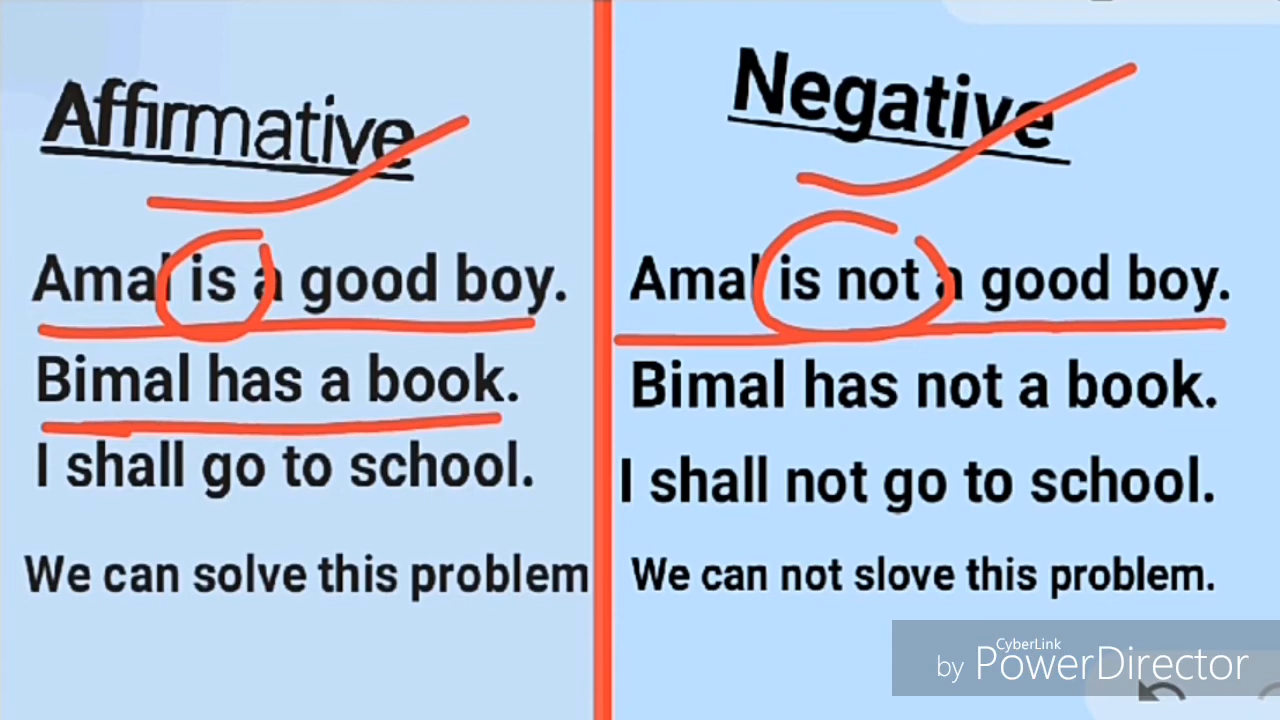 Affirmative
Amal is a good boy.
Bimal has a book.
I shall go to school.
We can solve this problem
Negative
Amal is not a good boy.
Bimal has not a book.
I shall not go to school.
We can not slove this problem.
CyberLink
by PowerDirector